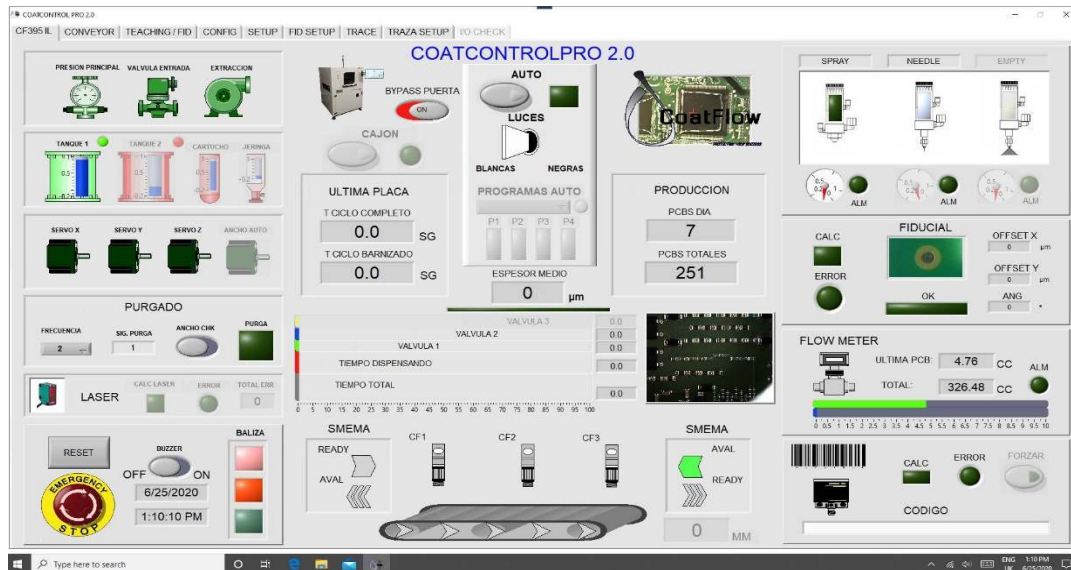 COATCONTROL PRO 2.0
CF395 IL CONVEYOR TEACHING / FID CONFIG SETUP FID SETUP TRACE TRAZA SETUP I/O CHECK
COATCONTROLPRO 2.0
PRESION PRINCIPAL VALVULA ENTRADA EXTRACCION
TANQUE 1 TANQUE 2 CARTUCHO JERINGA
SERVO X SERVO Y SERVO Z ANCHO AUTO
PURGADO
FRECUENCIA SIG. PURGA ANCHO CHK PURGA
2 1
LASER CALC LASER ERROR TOTAL ERR
0
RESET BUZZER BALIZA
OFF ON
EMERGENCY STOP
6/25/2020
1:10:10 PM
BYPASS PUERTA
ON
CAJON
AUTO
LUCES
BLANCAS NEGRAS
PROGRAMAS AUTO
P1 P2 P3 P4
ESPESOR MEDIO
0 µm
ULTIMA PLACA
T CICLO COMPLETO
0.0 SG
T CICLO BARNIZADO
0.0 SG
CoatFlow
PRODUCCION
PCBS DIA
7
PCBS TOTALES
251
VALVULA 3 0.0
VALVULA 2 0.0
VALVULA 1 0.0
TIEMPO DISPENSANDO 0.0
TIEMPO TOTAL 0.0
0 5 10 15 20 25 30 35 40 45 50 55 60 65 70 75 80 85 90 95 100
SMEMA
READY
AVAL
CF1 CF2 CF3
SMEMA
AVAL
READY
0 MM
SPRAY NEEDLE EMPTY
ALM ALM ALM
CALC FIDUCIAL OFFSET X
0 µm
ERROR OFFSET Y
0 µm
OK ANG
0 °
FLOW METER
ULTIMA PCB: 4.76 CC ALM
TOTAL: 326.48 CC
0 0.5 1 1.5 2 2.5 3 3.5 4 4.5 5 5.5 6 6.5 7 7.5 8 8.5 9 9.5 10
CALC ERROR FORZAR
CODIGO
Type here to search
ENG 1:10 PM
UK 6/25/2020